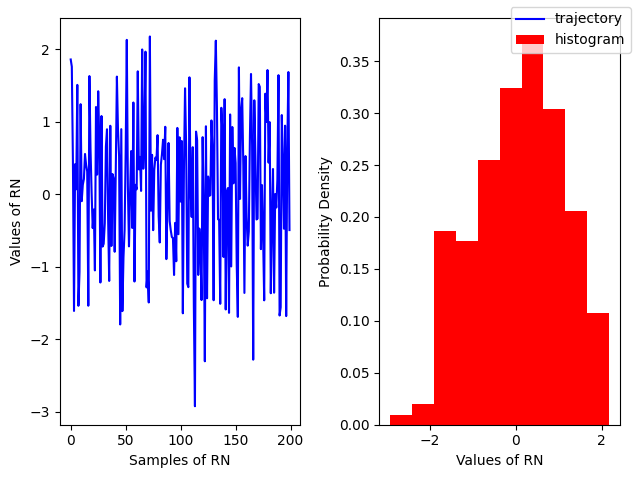 trajectory
histogram
2
1
0
−1
−2
−3
Values of RN
0 50 100 150 200
Samples of RN
0.35
0.30
0.25
0.20
0.15
0.10
0.05
0.00
Probability Density
−2 0 2
Values of RN